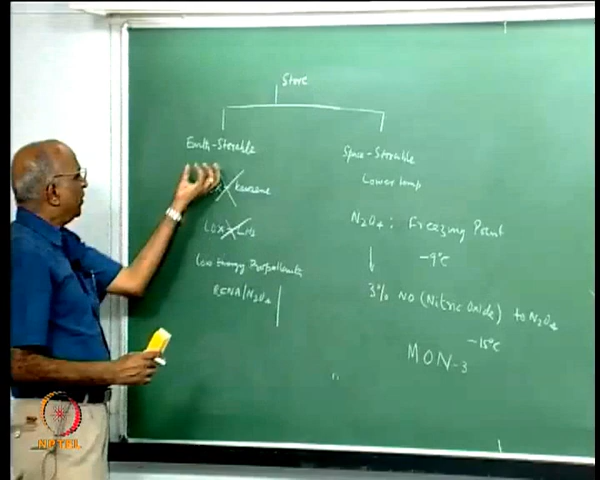 Store
Earth-Storable
Kerosene
LOX LH2
Low Energy Propellants
RFNA/N2O4
Space-Storable
Lower temp
N2O4 : Freezing Point
-9°C
3% NO (Nitric Oxide) to N2O4
-15°C
MON-3
NPTEL